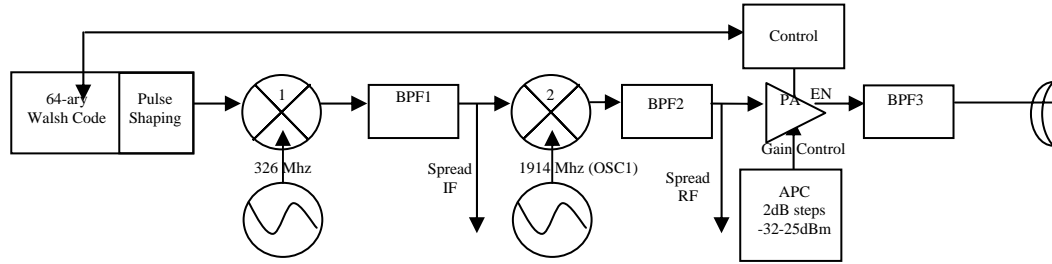 Control
64-ary
Walsh Code
Pulse
Shaping
1
BPF1
2
BPF2
PA
EN
BPF3
Gain Control
326 Mhz
Spread
IF
1914 Mhz (OSC1)
Spread
RF
APC
2dB steps
-32-25dBm